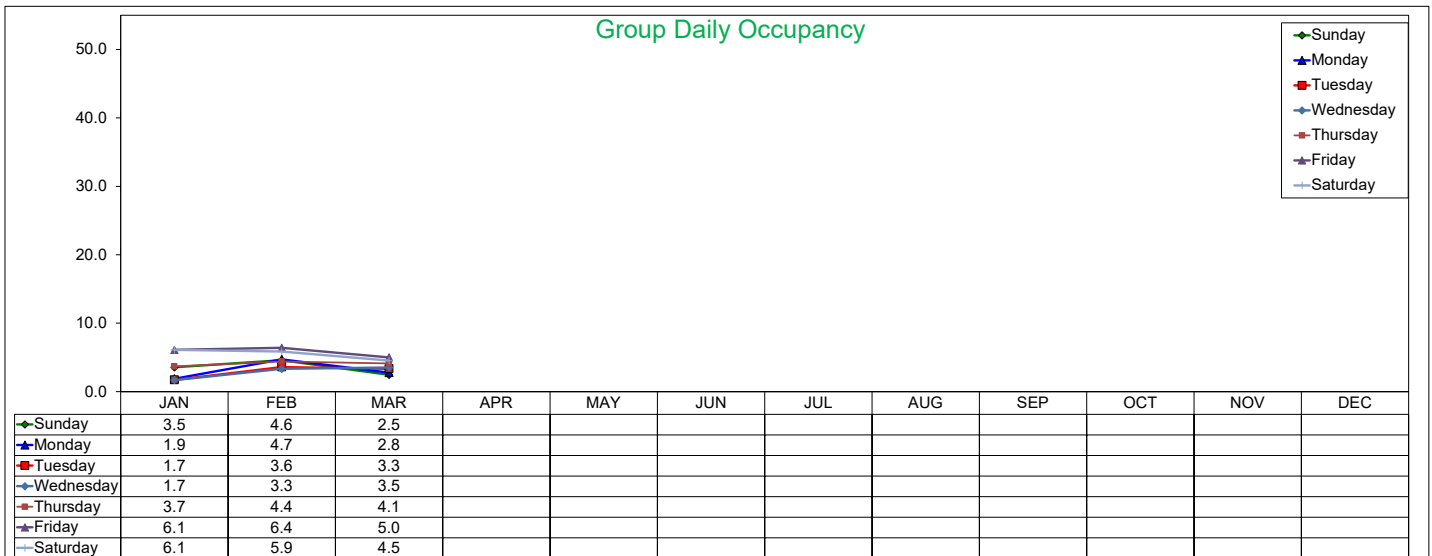 Group Daily Occupancy
50.0
40.0
30.0
20.0
10.0
0.0
Sunday
Monday
Tuesday
Wednesday
Thursday
Friday
Saturday
JAN FEB MAR APR MAY JUN JUL AUG SEP OCT NOV DEC
Sunday 3.5 4.6 2.5
Monday 1.9 4.7 2.8
Tuesday 1.7 3.6 3.3
Wednesday 1.7 3.3 3.5
Thursday 3.7 4.4 4.1
Friday 6.1 6.4 5.0
Saturday 6.1 5.9 4.5